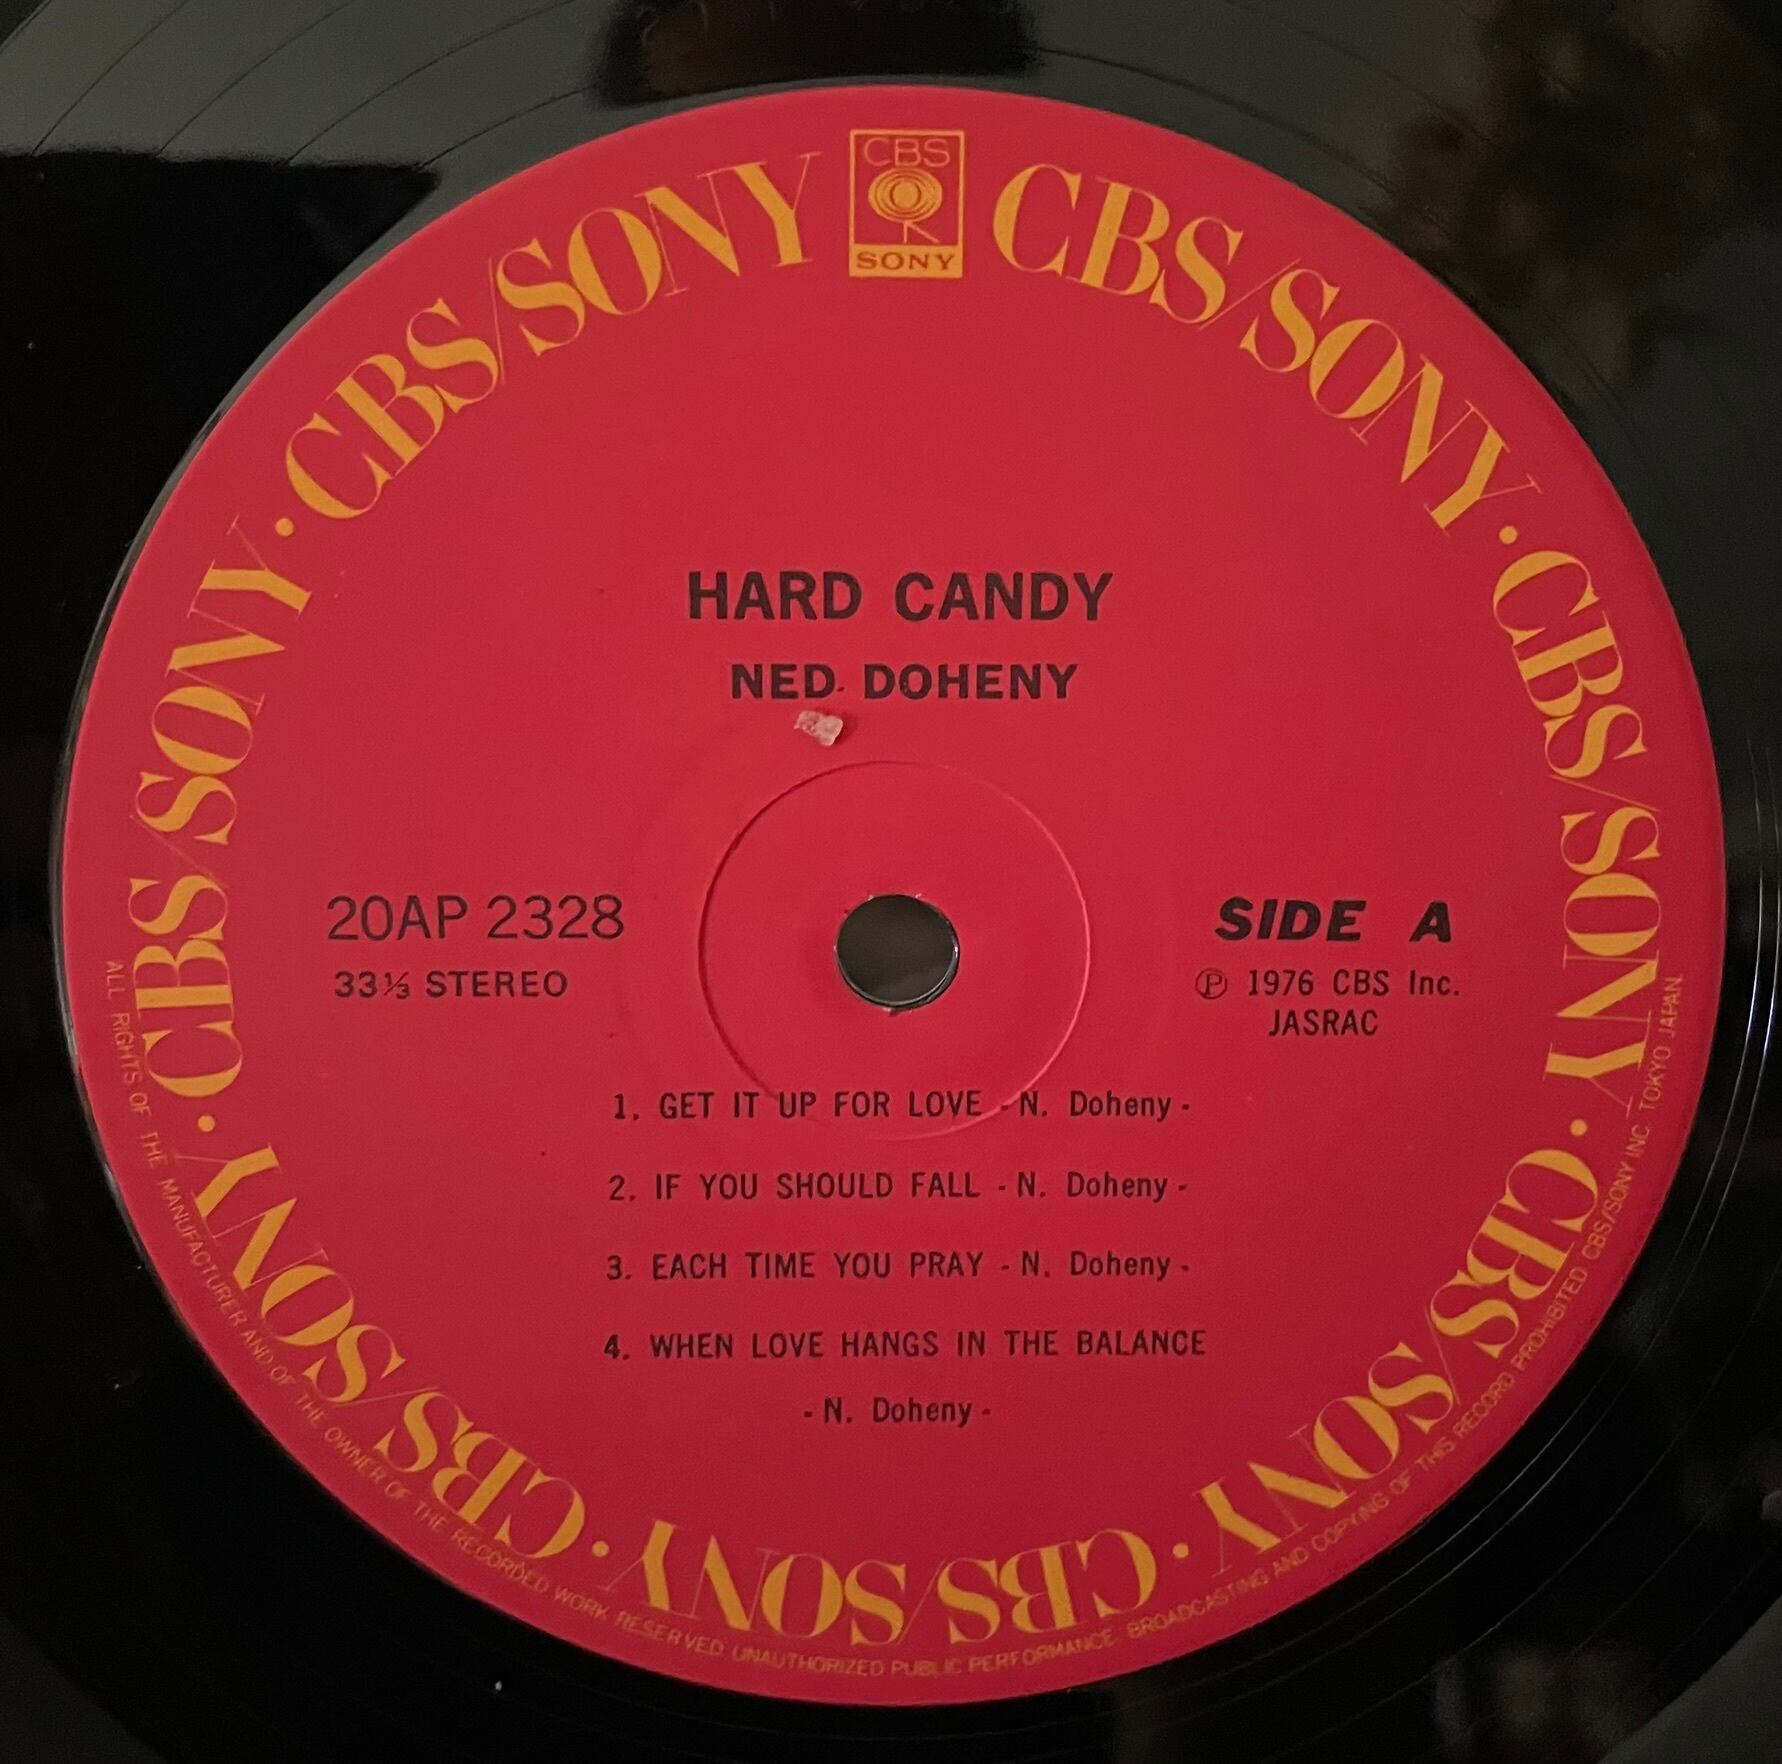 CBS
SONY
CBS/SONY · CBS/SONY · CBS/SONY · CBS/SONY · CBS/SONY · CBS/SONY · CBS/SONY
HARD CANDY
NED DOHENY
20AP 2328
33⅓ STEREO
SIDE A
Ⓟ 1976 CBS Inc.
JASRAC
1. GET IT UP FOR LOVE - N. Doheny -
2. IF YOU SHOULD FALL - N. Doheny -
3. EACH TIME YOU PRAY - N. Doheny -
4. WHEN LOVE HANGS IN THE BALANCE
- N. Doheny -
ALL RIGHTS OF THE MANUFACTURER AND OF THE OWNER OF THE RECORDED WORK RESERVED UNAUTHORIZED PUBLIC PERFORMANCE BROADCASTING AND COPYING OF THIS RECORD PROHIBITED CBS/SONY INC TOKYO JAPAN